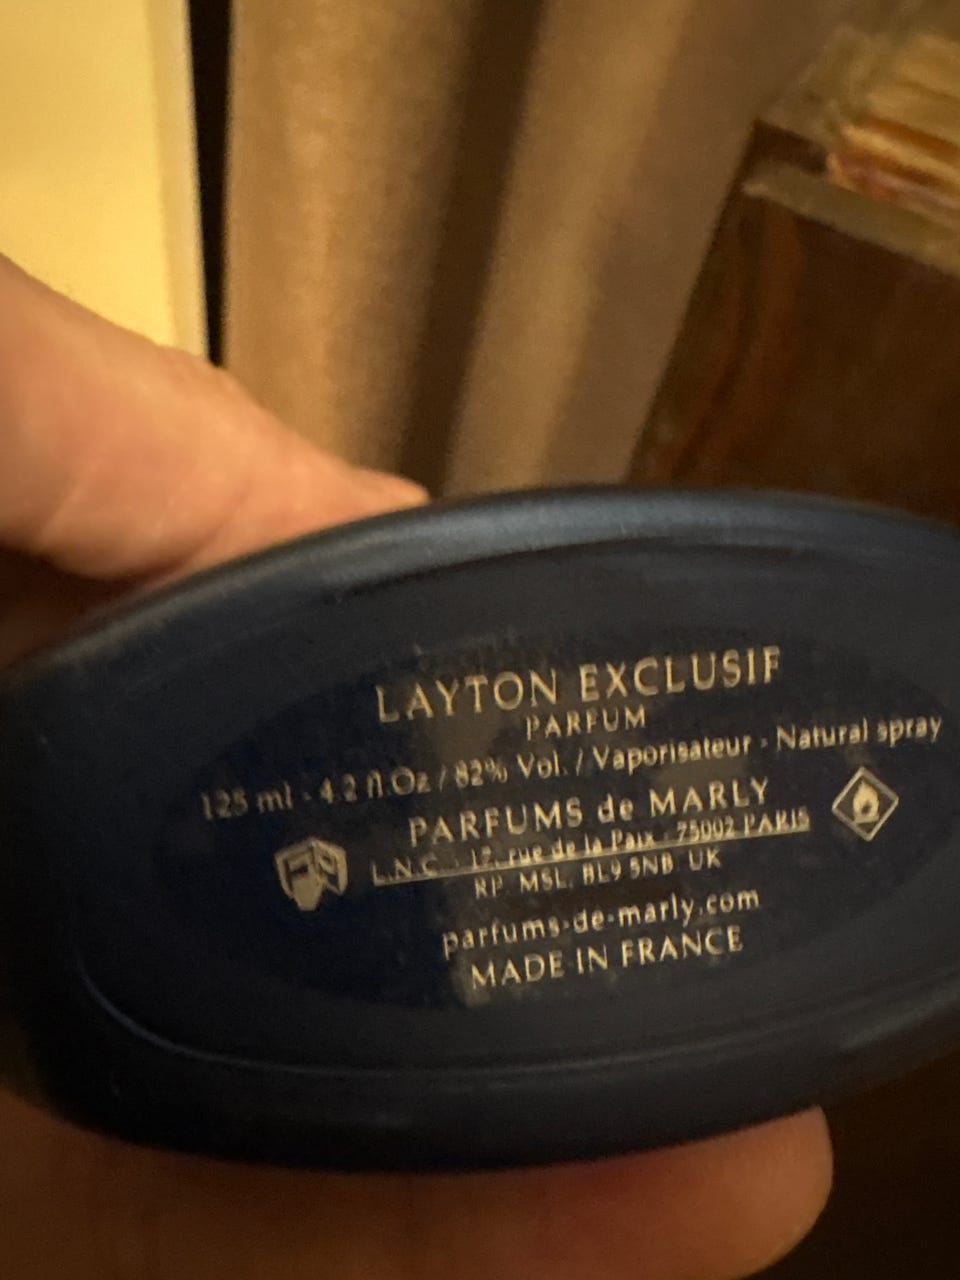 LAYTON EXCLUSIF
PARFUM
125 ml - 4.2 fl.Oz / 82% Vol. / Vaporisateur - Natural spray
PARFUMS de MARLY
L.N.C. - 12, rue de la Paix - 75002 PARIS
RP. MSL, BL9 5NB UK
parfums-de-marly.com
MADE IN FRANCE